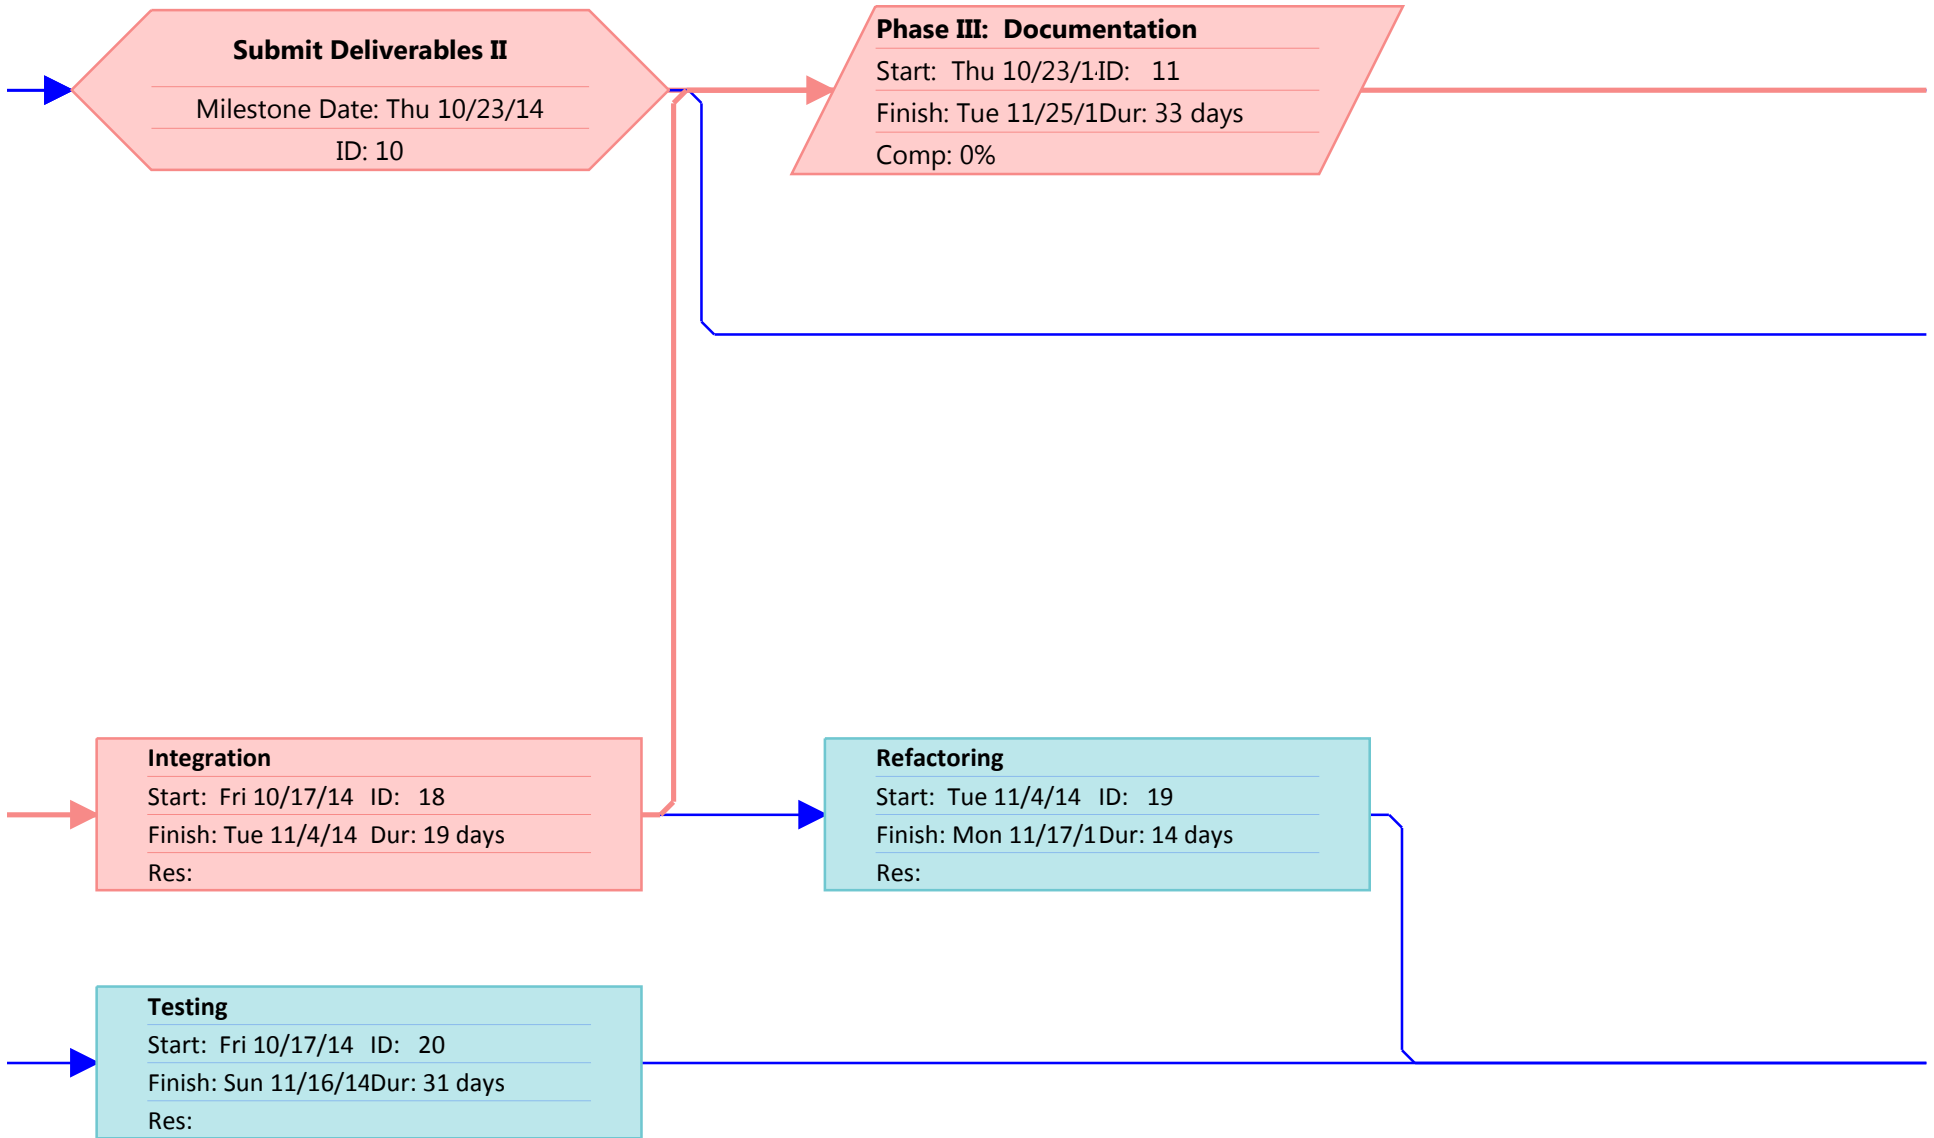 Submit Deliverables II
Milestone Date: Thu 10/23/14
ID: 10
Phase III: Documentation
Start: Thu 10/23/1 ID: 11
Finish: Tue 11/25/1 Dur: 33 days
Comp: 0%
Integration
Start: Fri 10/17/14 ID: 18
Finish: Tue 11/4/14 Dur: 19 days
Res:
Refactoring
Start: Tue 11/4/14 ID: 19
Finish: Mon 11/17/1 Dur: 14 days
Res:
Testing
Start: Fri 10/17/14 ID: 20
Finish: Sun 11/16/14 Dur: 31 days
Res: